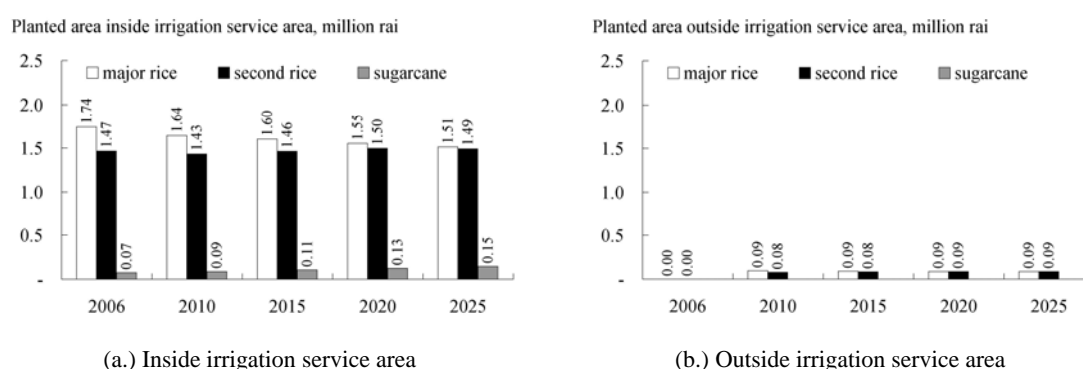 Planted area inside irrigation service area, million rai
2.5
2.0
1.5
1.0
0.5
-
major rice second rice sugarcane
1.74 1.47 0.07
1.64 1.43 0.09
1.60 1.46 0.11
1.55 1.50 0.13
1.51 1.49 0.15
2006 2010 2015 2020 2025
(a.) Inside irrigation service area
Planted area outside irrigation service area, million rai
2.5
2.0
1.5
1.0
0.5
-
major rice second rice sugarcane
0.00 0.00
0.09 0.08
0.09 0.08
0.09 0.09
0.09 0.09
2006 2010 2015 2020 2025
(b.) Outside irrigation service area